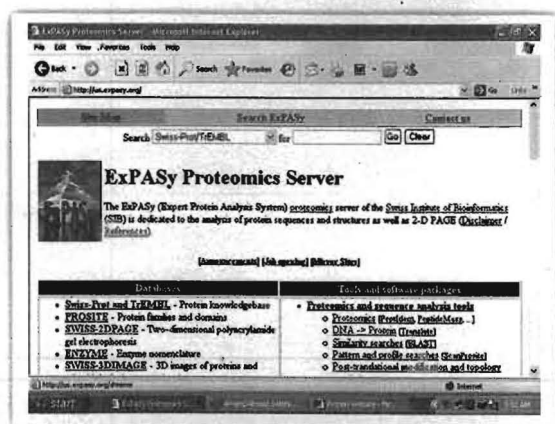 ExPASy Proteomics Server - Microsoft Internet Explorer
File Edit View Favorites Tools Help
Back Search Favorites
Address http://us.expasy.org/ Go Links
Site Map Search ExPASy Contact us
Search Swiss-Prot/TrEMBL for Go Clear
ExPASy Proteomics Server
The ExPASy (Expert Protein Analysis System) proteomics server of the Swiss Institute of Bioinformatics
(SIB) is dedicated to the analysis of protein sequences and structures as well as 2-D PAGE (Disclaimer /
References).
[Announcements] [Job opening] [Mirror Sites]
Databases
Tools and software packages
Swiss-Prot and TrEMBL - Protein knowledgebase
PROSITE - Protein families and domains
SWISS-2DPAGE - Two-dimensional polyacrylamide
gel electrophoresis
ENZYME - Enzyme nomenclature
SWISS-3DIMAGE - 3D images of proteins and
Proteomics and sequence analysis tools
Proteomics [PeptIdent, PeptideMass, ...]
DNA -> Protein [Translate]
Similarity searches [BLAST]
Pattern and profile searches [ScanProsite]
Post-translational modification and topology
Internet
START